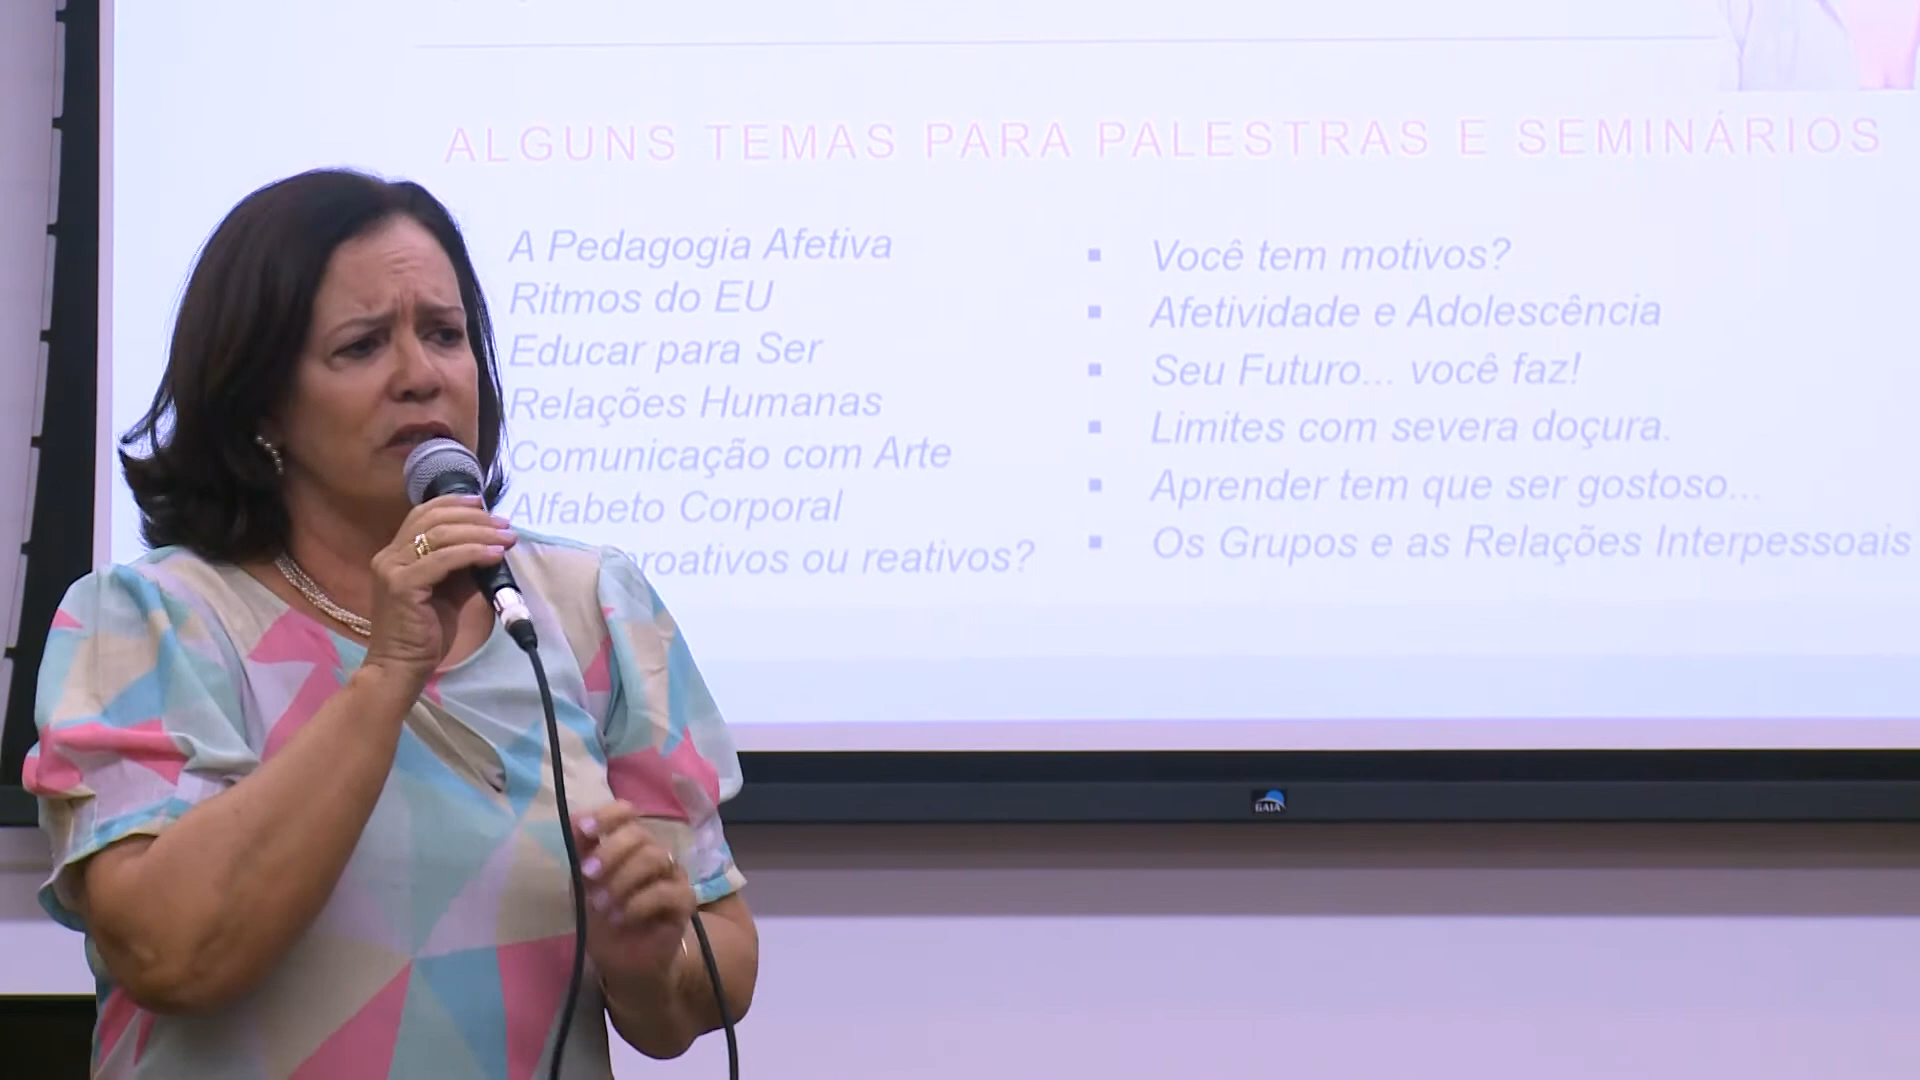 ALGUNS TEMAS PARA PALESTRAS E SEMINÁRIOS
A Pedagogia Afetiva
Ritmos do EU
Educar para Ser
Relações Humanas
Comunicação com Arte
Alfabeto Corporal
ou reativos?
Você tem motivos?
Afetividade e Adolescência
Seu Futuro... você faz!
Limites com severa doçura.
Aprender tem que ser gostoso...
Os Grupos e as Relações Interpessoais
GAIA